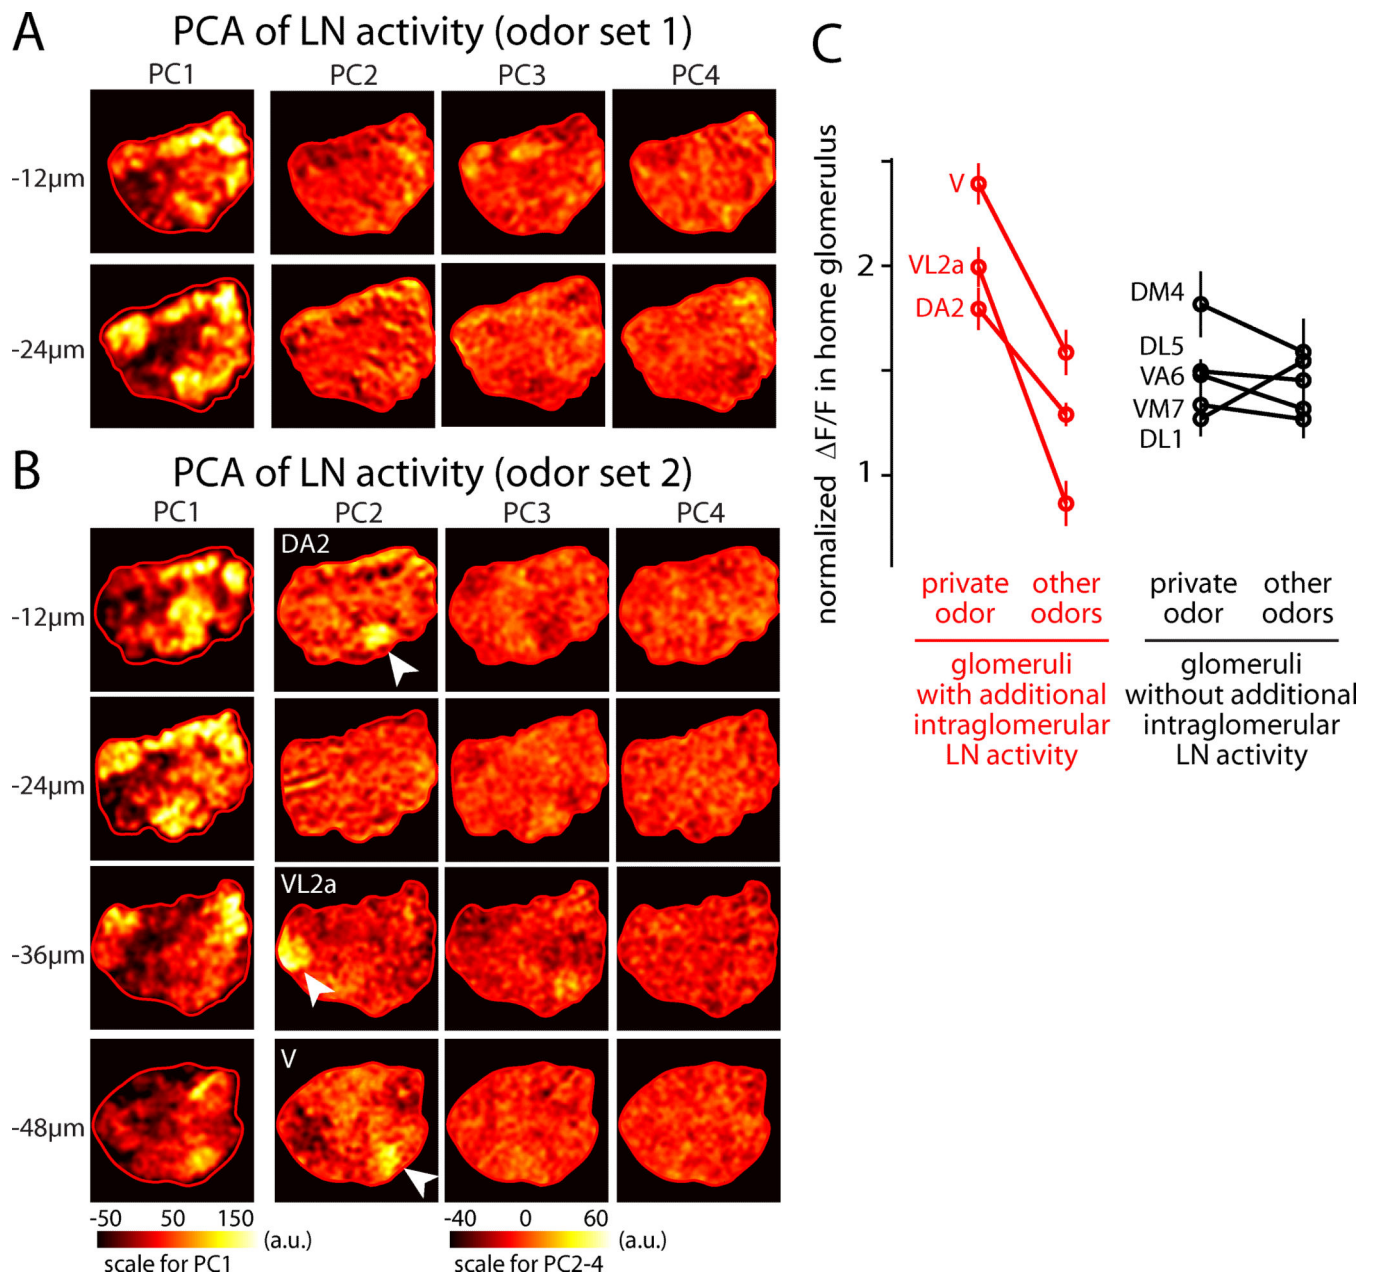 A
PCA of LN activity (odor set 1)
PC1 PC2 PC3 PC4
-12µm
-24µm
B
PCA of LN activity (odor set 2)
PC1 PC2 PC3 PC4
DA2
-12µm
-24µm
VL2a
-36µm
V
-48µm
-50 50 150 (a.u.)
scale for PC1
-40 0 60 (a.u.)
scale for PC2-4
C
normalized ΔF/F in home glomerulus
2
1
V
VL2a
DA2
DM4
DL5
VA6
VM7
DL1
private odor
other odors
glomeruli
with additional
intraglomerular
LN activity
private odor
other odors
glomeruli
without additional
intraglomerular
LN activity